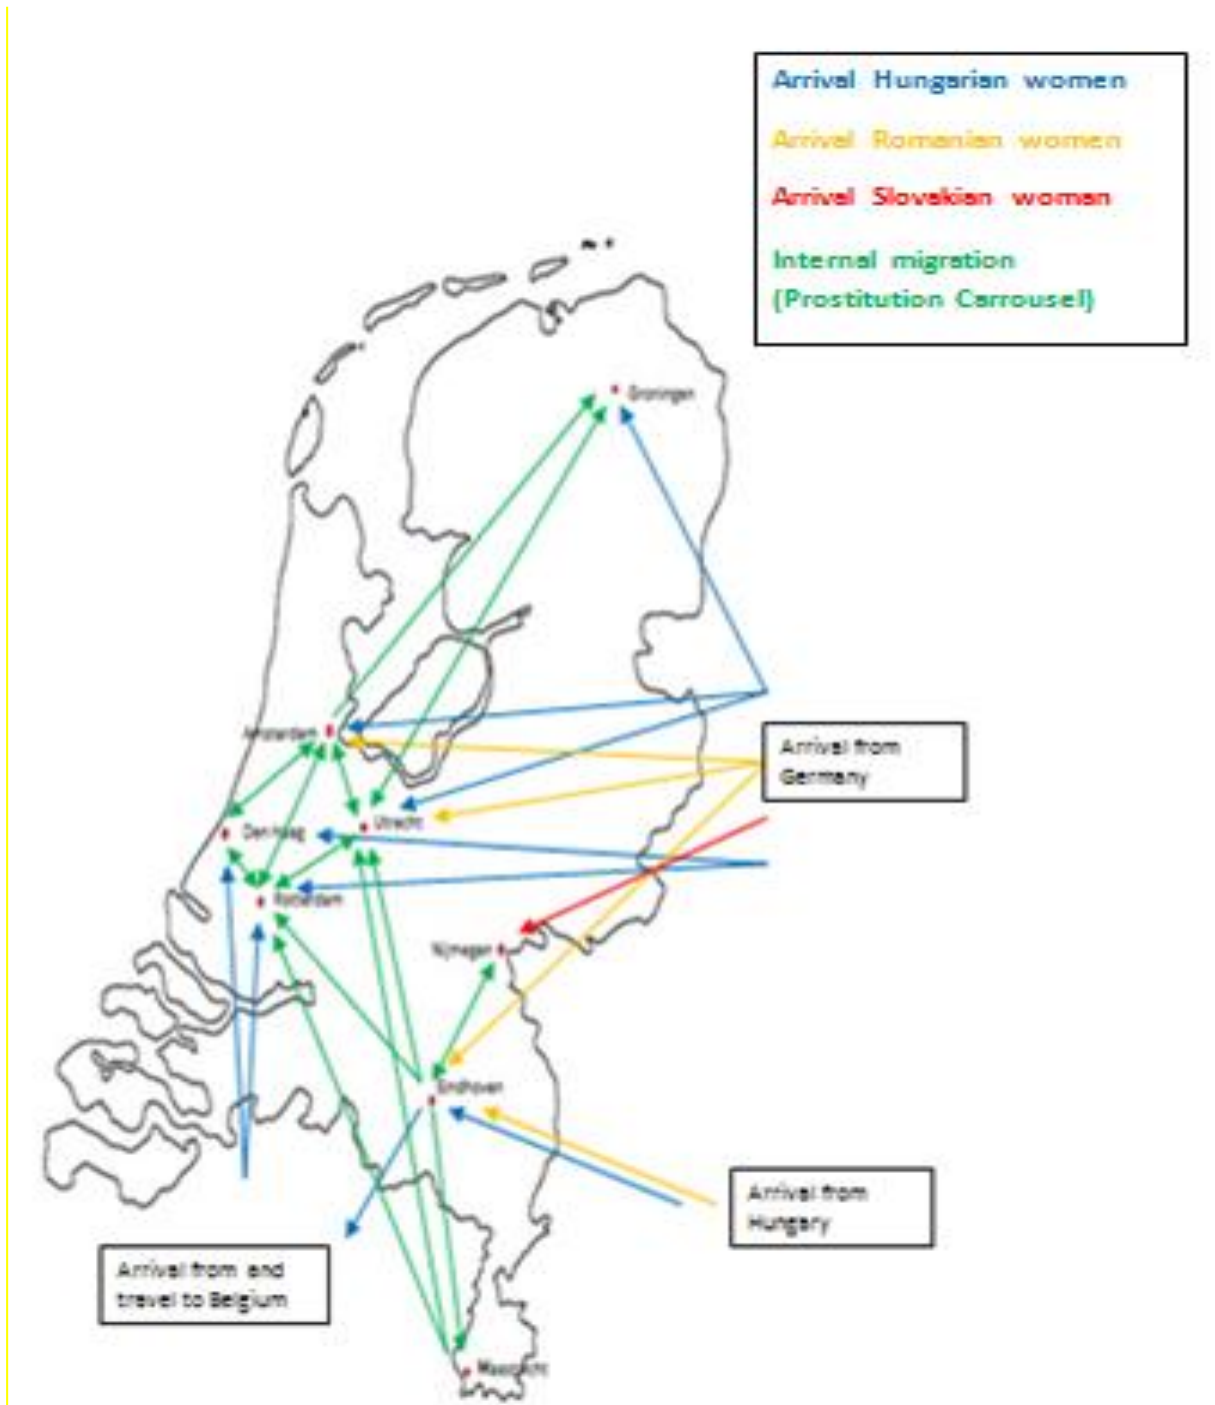 Arrival Hungarian women
Arrival Romanian women
Arrival Slovakian woman
Internal migration
(Prostitution Carrousel)
Groningen
Amsterdam
Arrival from
Germany
Utrecht
Den Haag
Rotterdam
Nijmegen
Eindhoven
Arrival from
Hungary
Arrival from and
travel to Belgium
Maastricht